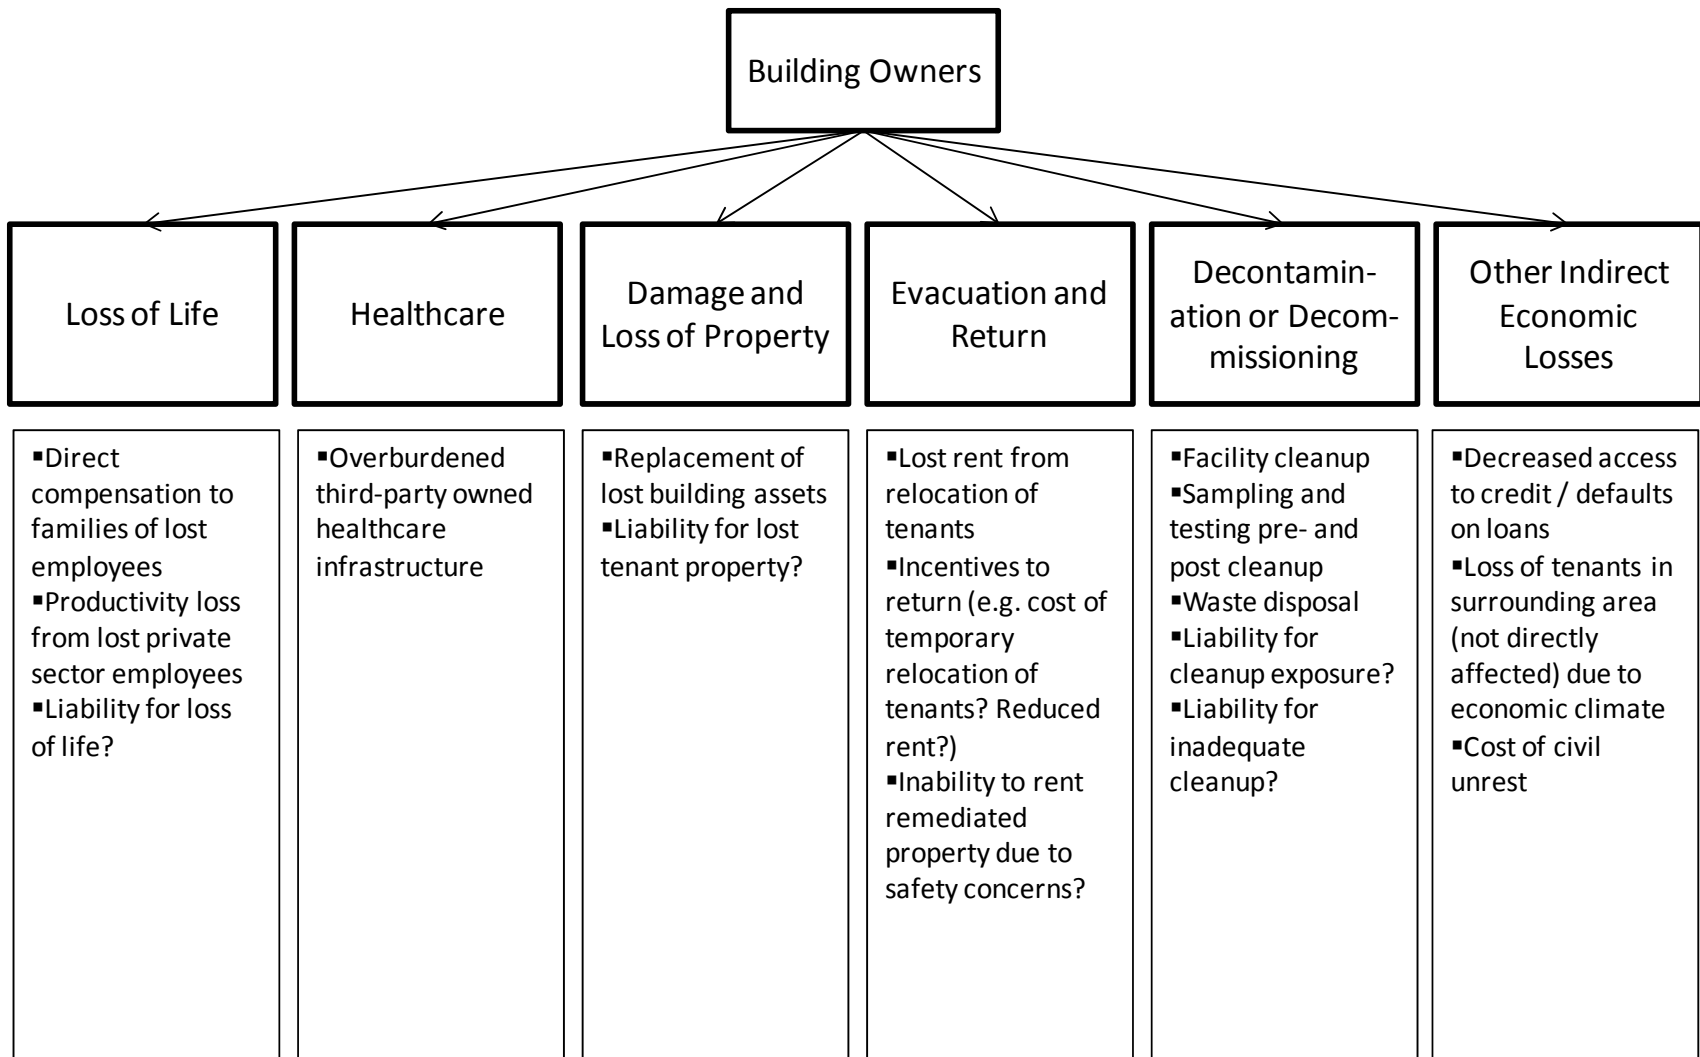 Building Owners
Loss of Life
Healthcare
Damage and
Loss of Property
Evacuation and
Return
Decontamin-
ation or Decom-
missioning
Other Indirect
Economic
Losses
▪Direct
compensation to
families of lost
employees
▪Productivity loss
from lost private
sector employees
▪Liability for loss
of life?
▪Overburdened
third-party owned
healthcare
infrastructure
▪Replacement of
lost building assets
▪Liability for lost
tenant property?
▪Lost rent from
relocation of
tenants
▪Incentives to
return (e.g. cost of
temporary
relocation of
tenants? Reduced
rent?)
▪Inability to rent
remediated
property due to
safety concerns?
▪Facility cleanup
▪Sampling and
testing pre- and
post cleanup
▪Waste disposal
▪Liability for
cleanup exposure?
▪Liability for
inadequate
cleanup?
▪Decreased access
to credit / defaults
on loans
▪Loss of tenants in
surrounding area
(not directly
affected) due to
economic climate
▪Cost of civil
unrest